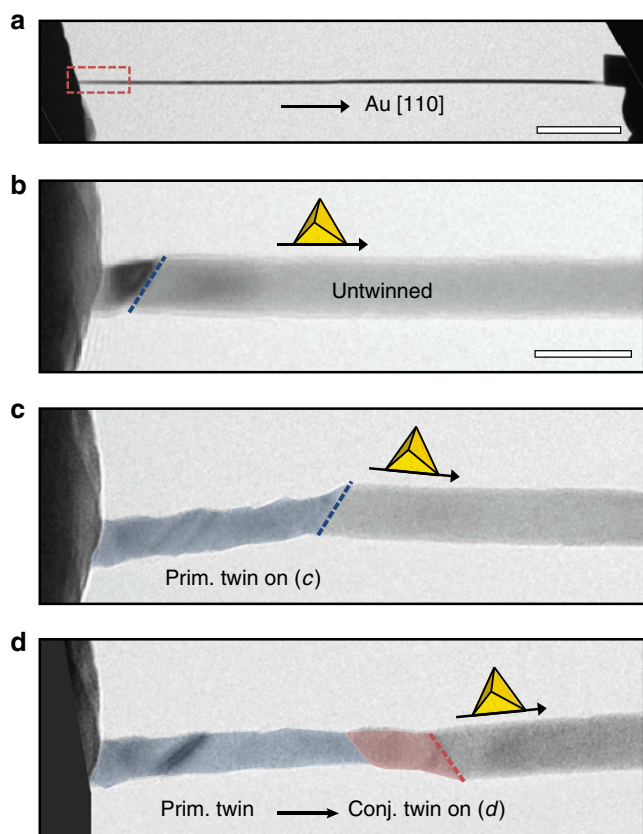 a
Au [110]
b
Untwinned
c
Prim. twin on (c)
d
Prim. twin
Conj. twin on (d)